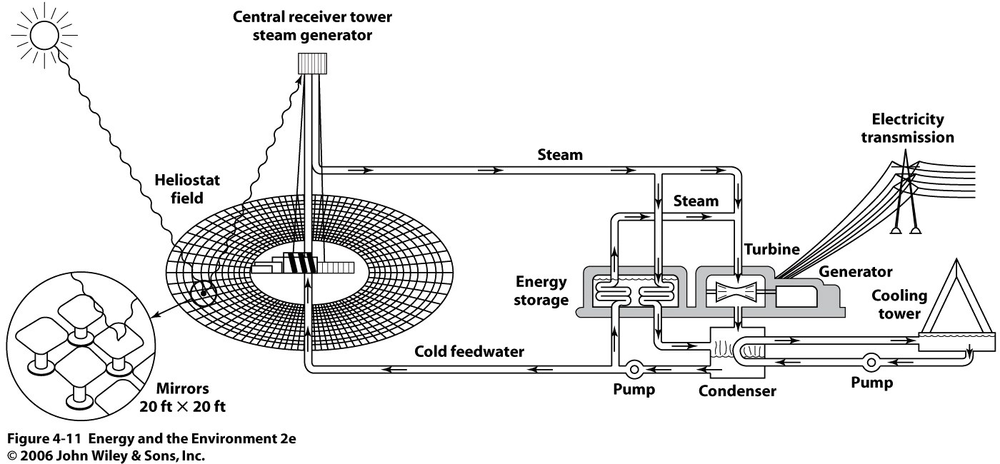 Central receiver tower
steam generator
Heliostat
field
Steam
Steam
Electricity
transmission
Turbine
Generator
Energy
storage
Cooling
tower
Cold feedwater
Pump
Condenser
Pump
Mirrors
20 ft × 20 ft
Figure 4-11 Energy and the Environment 2e
© 2006 John Wiley & Sons, Inc.